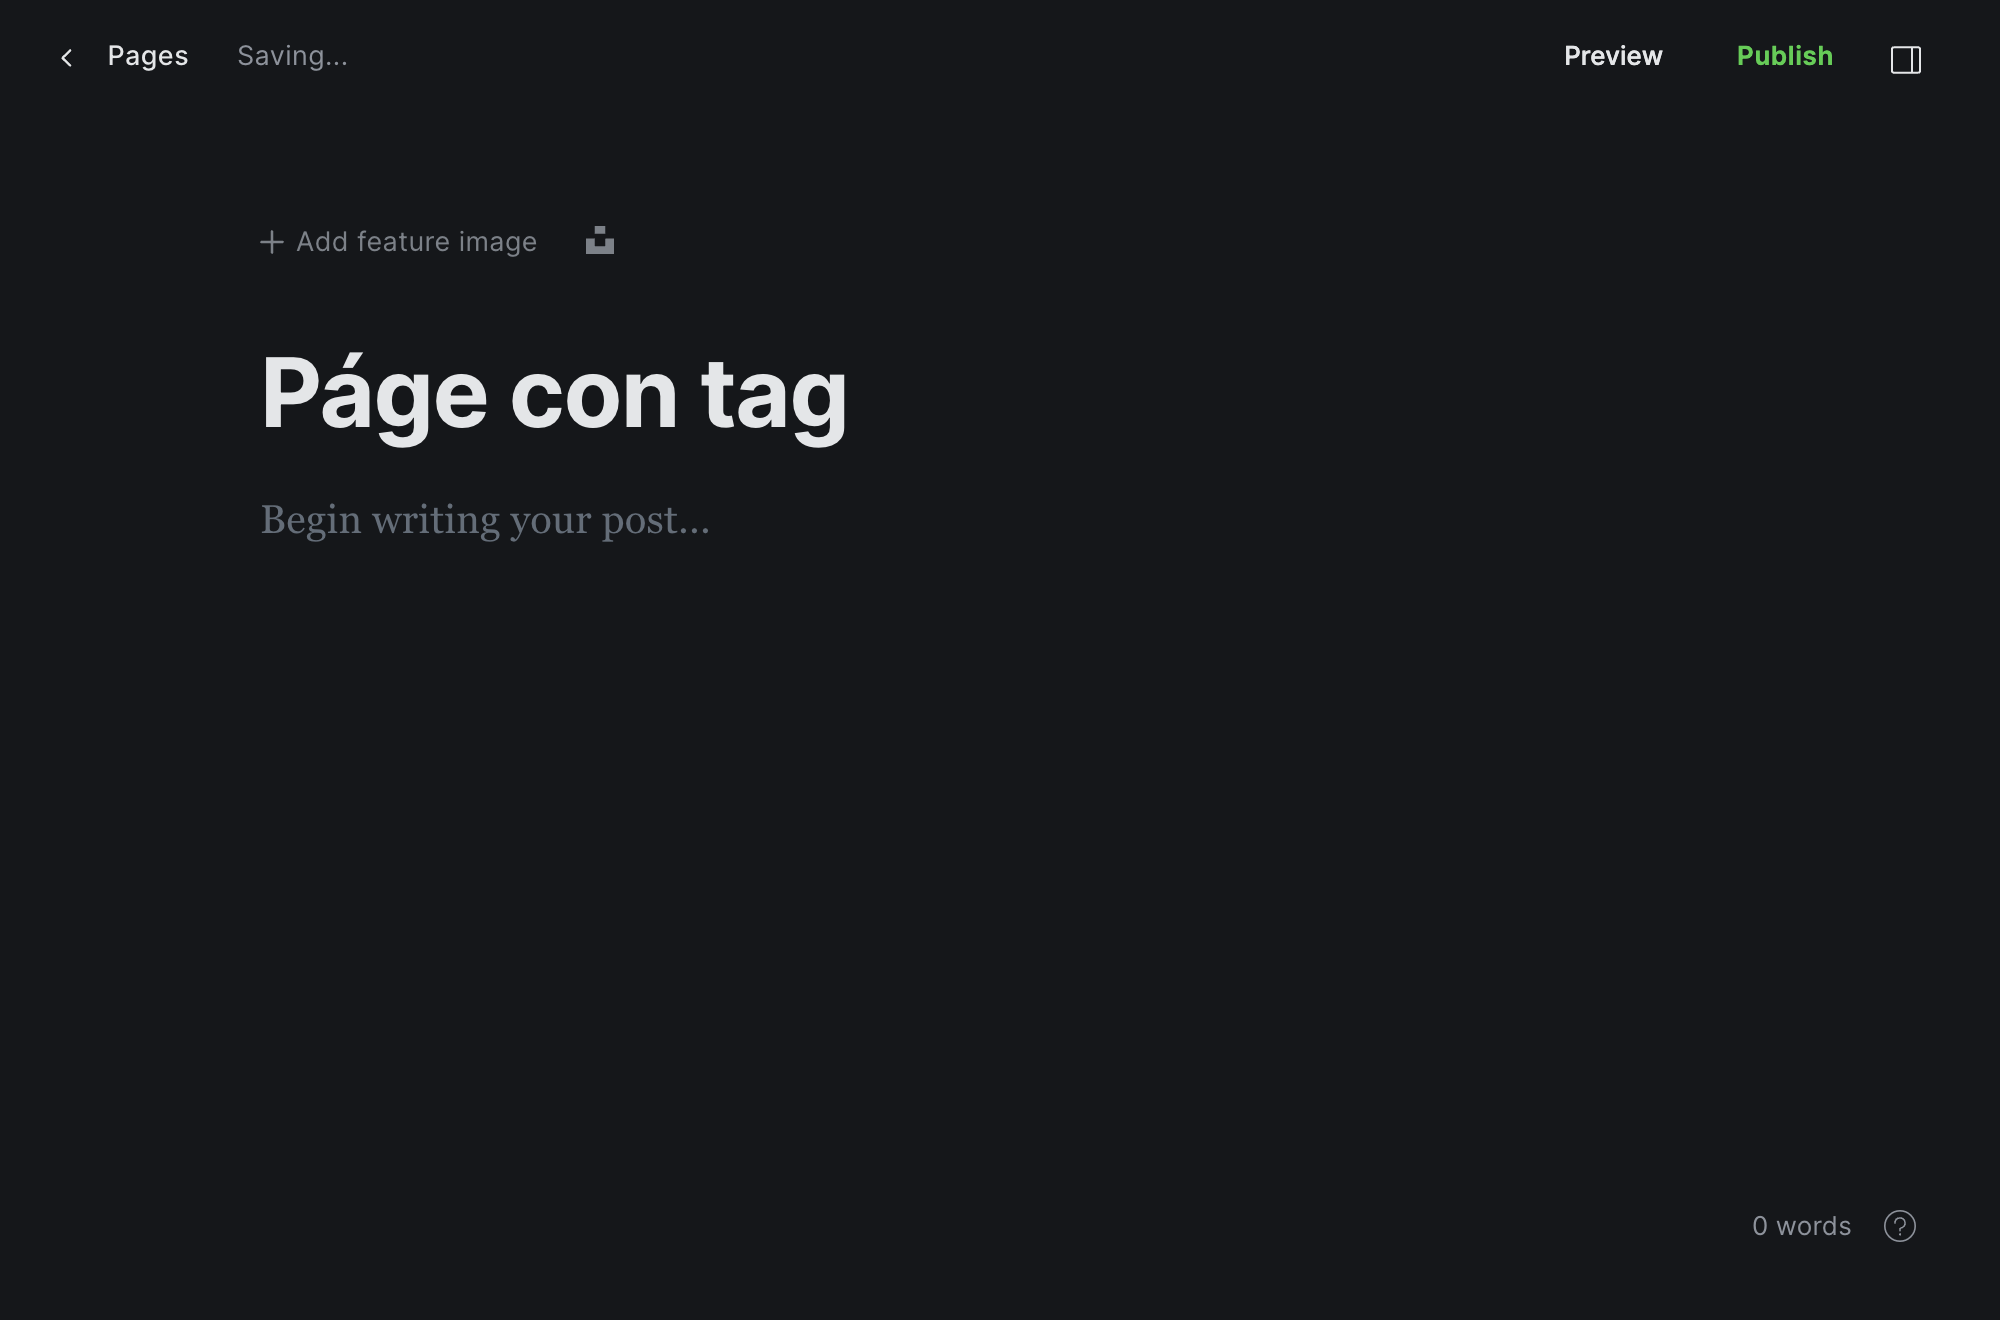 Pages
Saving...
Preview
Publish
Add feature image
Páge con tag
Begin writing your post...
0 words
?